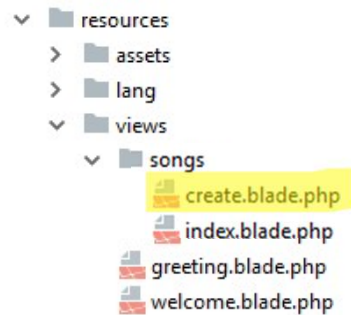 resources
assets
lang
views
songs
create.blade.php
index.blade.php
greeting.blade.php
welcome.blade.php